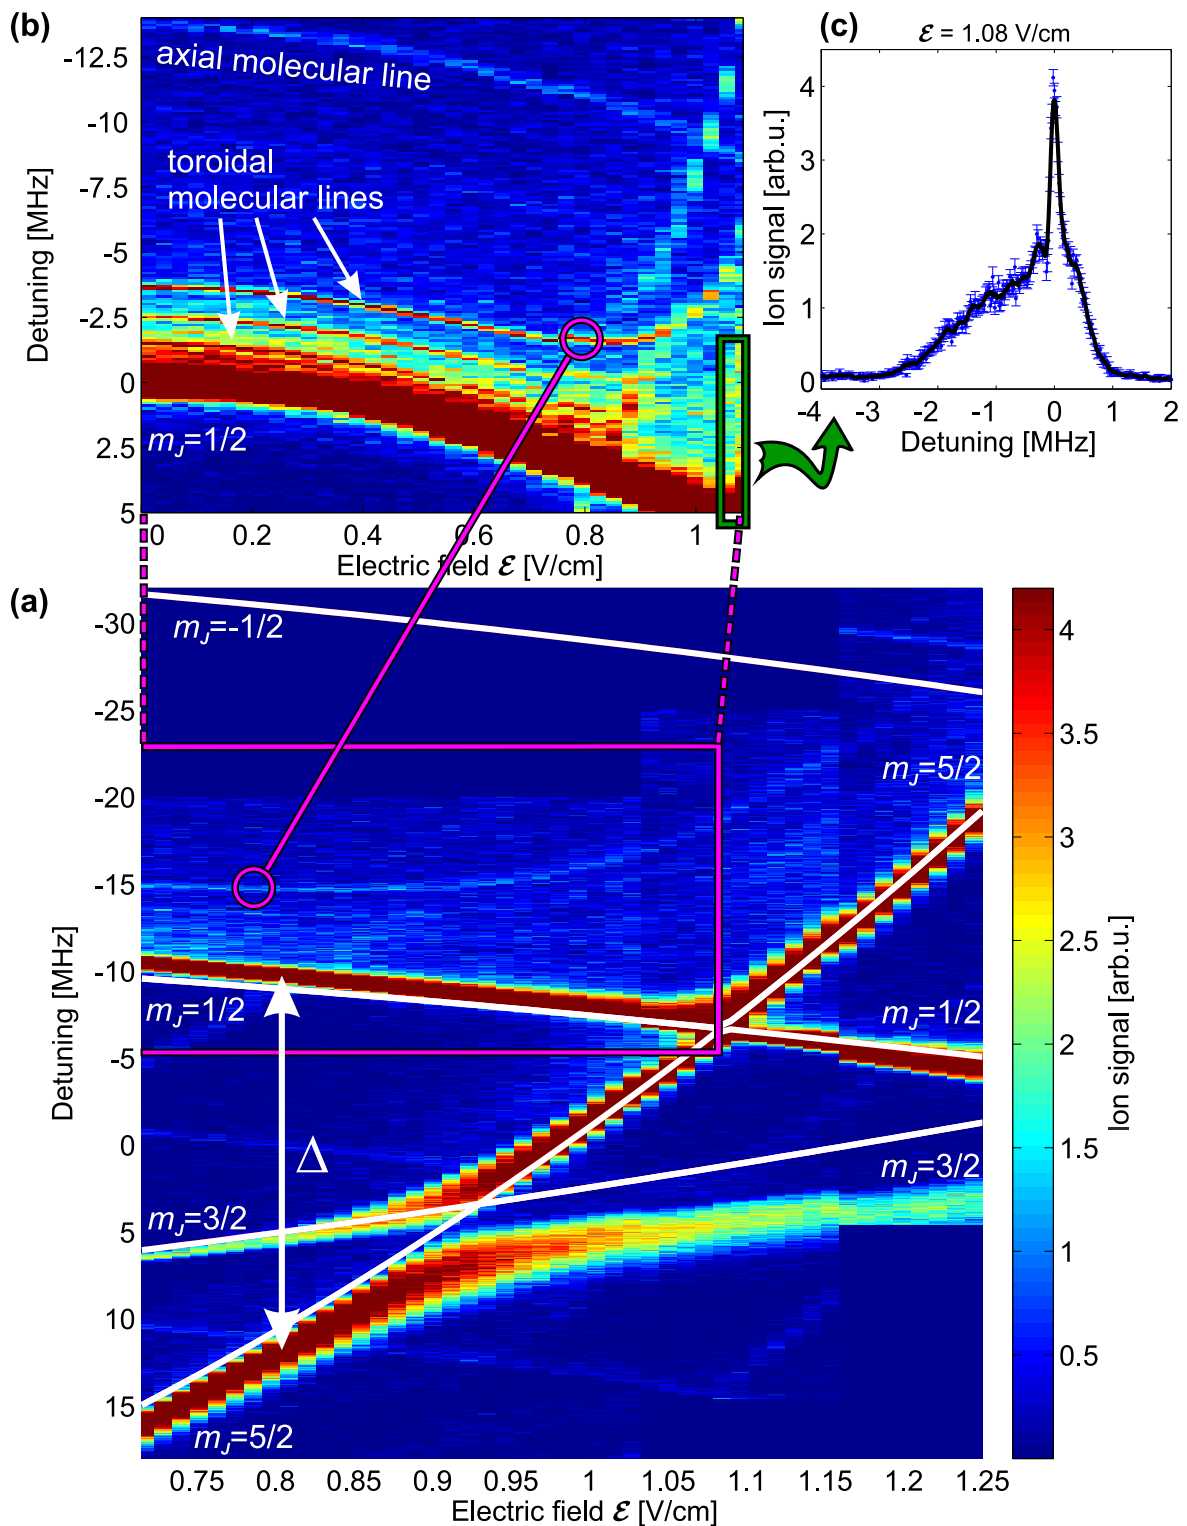 (b)
axial molecular line
toroidal
molecular lines
m_J=1/2
Detuning [MHz]
-12.5
-10
-7.5
-5
-2.5
0
2.5
5
0
0.2
0.4
0.6
0.8
1
Electric field ℰ [V/cm]
(c)
ℰ = 1.08 V/cm
Ion signal [arb.u.]
4
3
2
1
0
-4
-3
-2
-1
0
1
2
Detuning [MHz]
(a)
m_J=-1/2
m_J=5/2
m_J=1/2
m_J=1/2
Δ
m_J=3/2
m_J=3/2
m_J=5/2
Detuning [MHz]
-30
-25
-20
-15
-10
-5
0
5
10
15
0.75
0.8
0.85
0.9
0.95
1
1.05
1.1
1.15
1.2
1.25
Electric field ℰ [V/cm]
4
3.5
3
2.5
2
1.5
1
0.5
Ion signal [arb.u.]